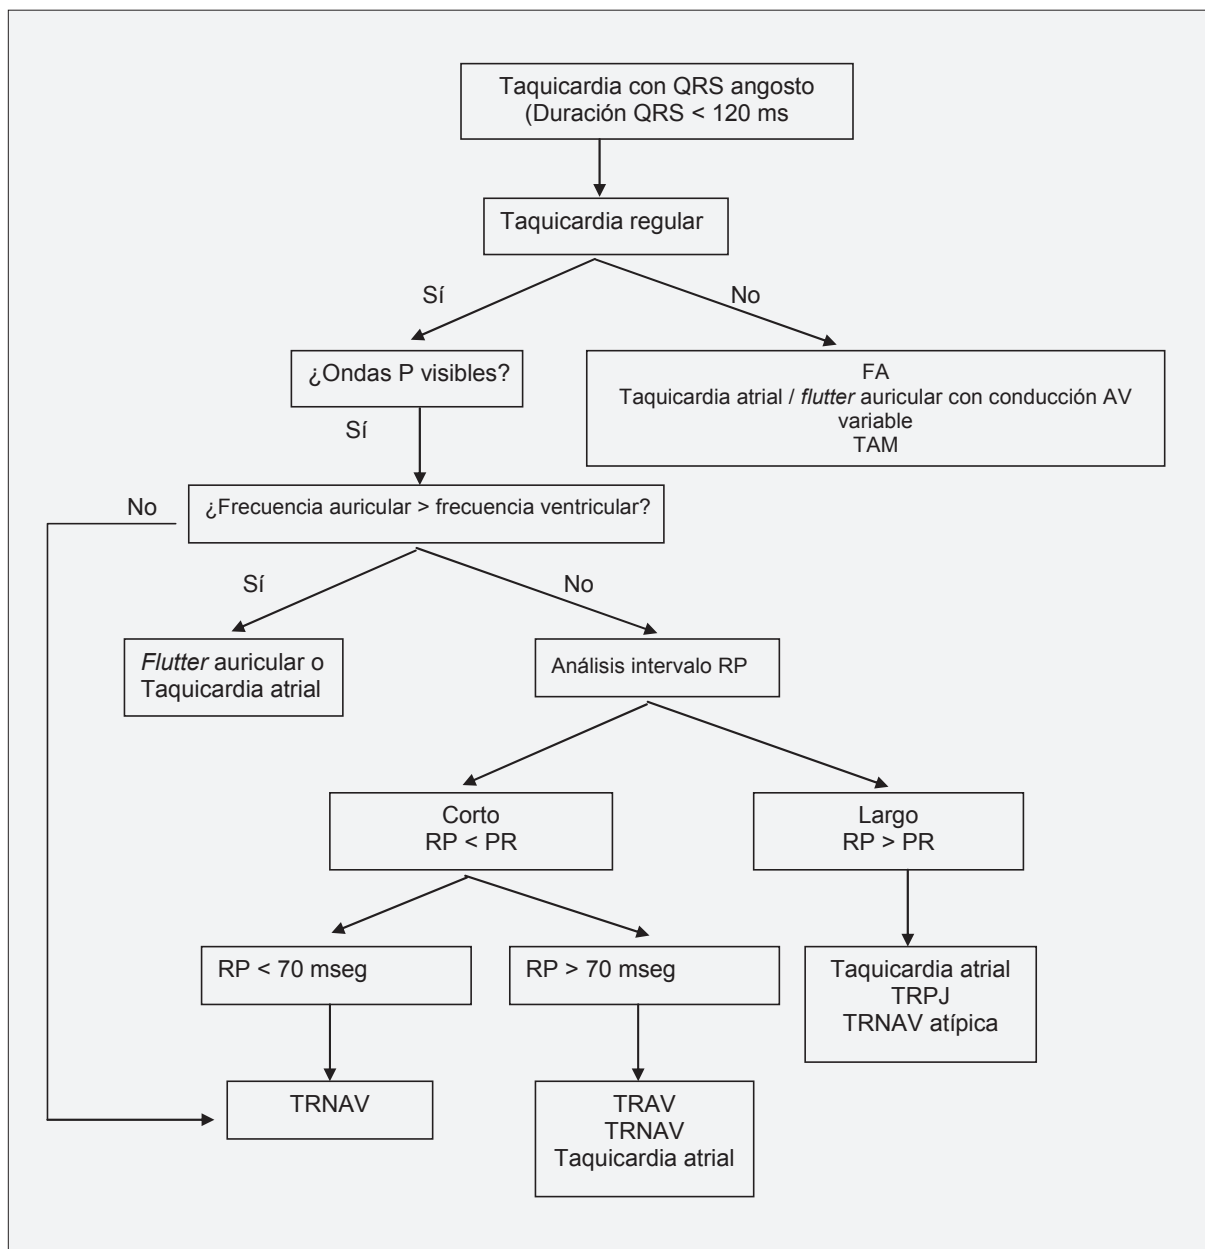 Taquicardia con QRS angosto
(Duración QRS < 120 ms
Taquicardia regular
Sí
No
¿Ondas P visibles?
FA
Taquicardia atrial / flutter auricular con conducción AV
variable
TAM
Sí
No
¿Frecuencia auricular > frecuencia ventricular?
Sí
No
Flutter auricular o
Taquicardia atrial
Análisis intervalo RP
Corto
RP < PR
Largo
RP > PR
RP < 70 mseg
RP > 70 mseg
Taquicardia atrial
TRPJ
TRNAV atípica
TRNAV
TRAV
TRNAV
Taquicardia atrial